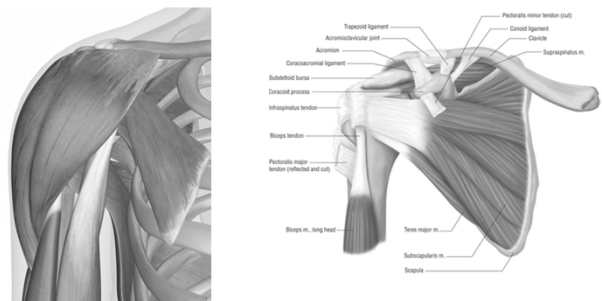 Pectoralis minor tendon (cut)
Trapezoid ligament
Conoid ligament
Acromioclavicular joint
Clavicle
Acromion
Supraspinatus m.
Coracoacromial ligament
Subdeltoid bursa
Coracoid process
Infraspinatus tendon
Biceps tendon
Pectoralis major
tendon (reflected and cut)
Biceps m., long head
Teres major m.
Subscapularis m.
Scapula